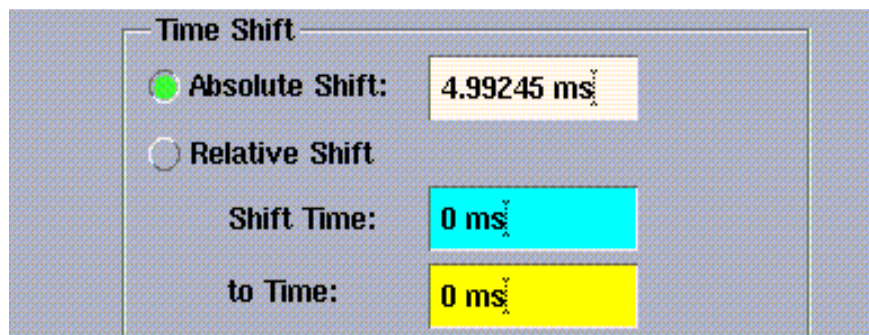 Time Shift
Absolute Shift: 4.99245 ms
Relative Shift
Shift Time: 0 ms
to Time: 0 ms